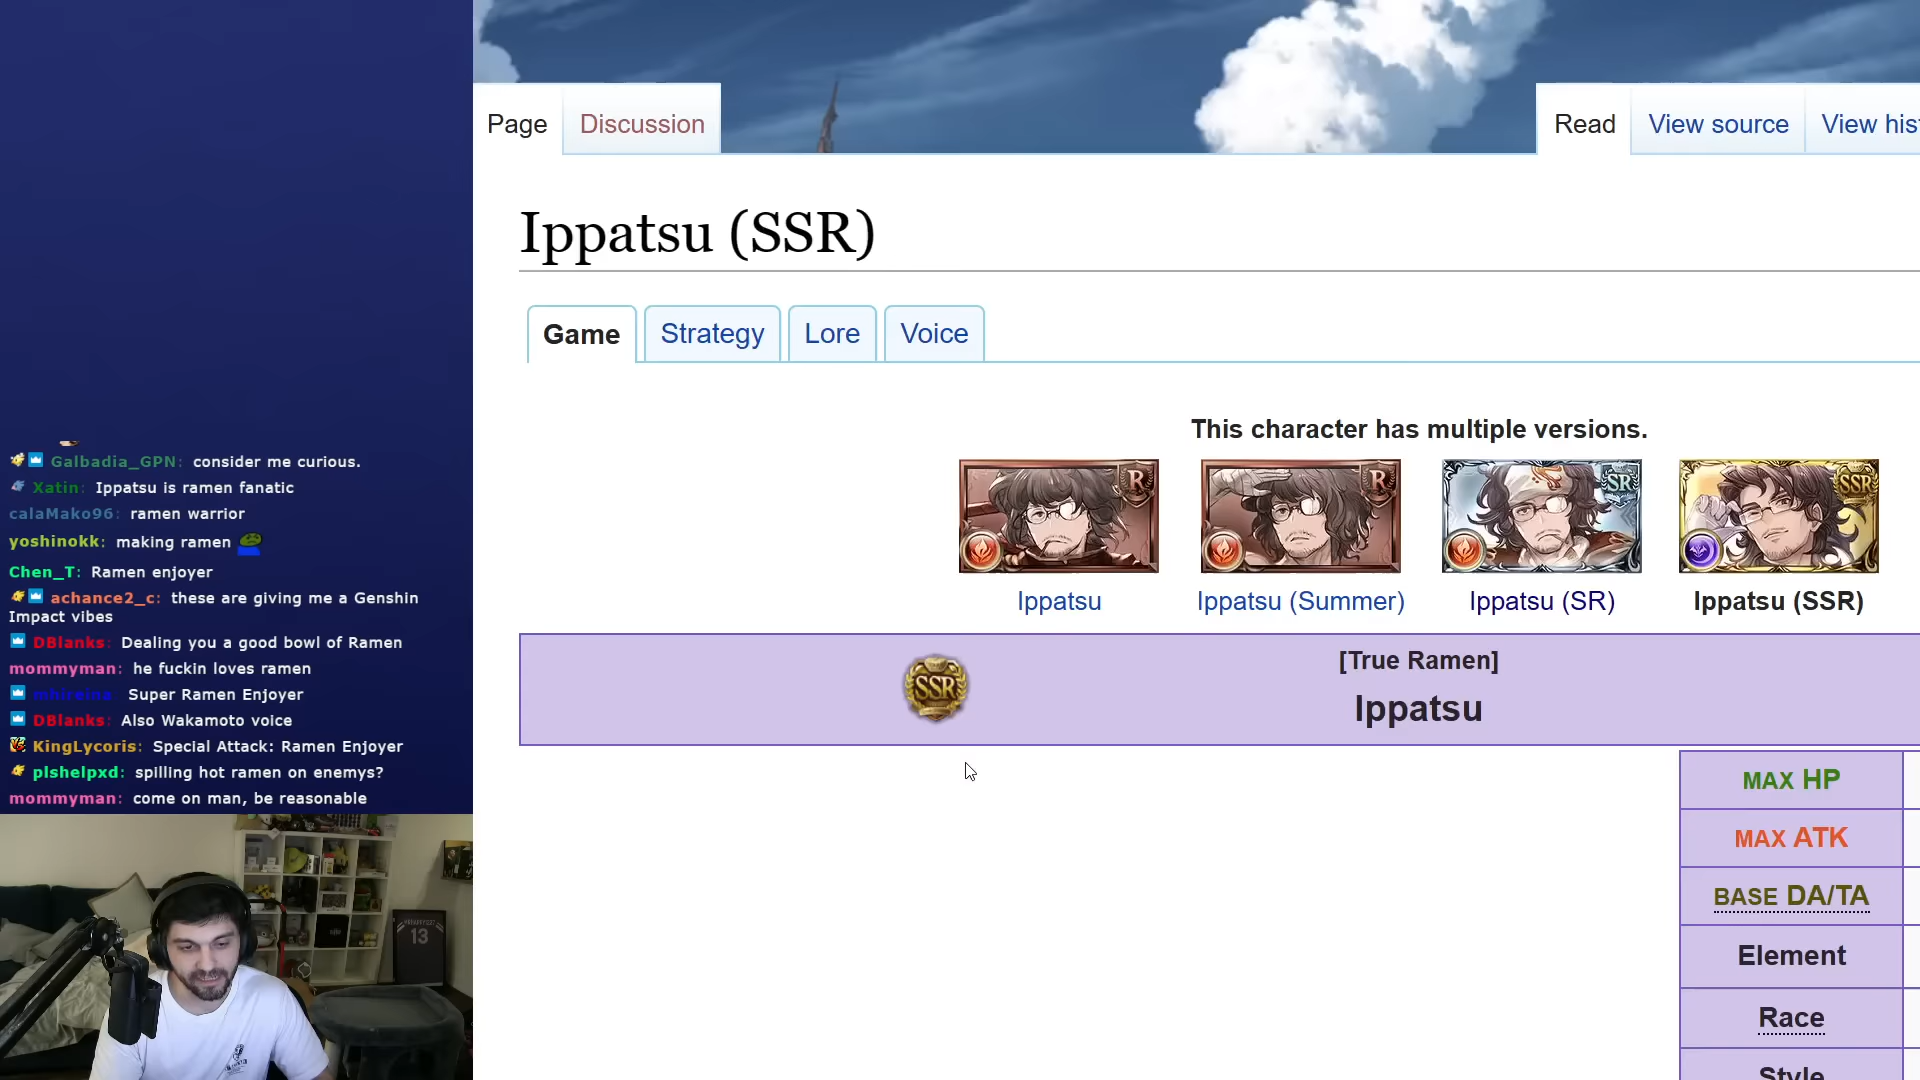 Page
Discussion
Read
View source
View his
Ippatsu (SSR)
Game
Strategy
Lore
Voice
This character has multiple versions.
R
R
SR
SSR
Ippatsu
Ippatsu (Summer)
Ippatsu (SR)
Ippatsu (SSR)
SSR
[True Ramen]
Ippatsu
MAX HP
MAX ATK
BASE DA/TA
Element
Race
Style
Galbadia_GPN: consider me curious.
Xatin: Ippatsu is ramen fanatic
calaMako96: ramen warrior
yoshinokk: making ramen
Chen_T: Ramen enjoyer
achance2_c: these are giving me a Genshin
Impact vibes
DBlanks: Dealing you a good bowl of Ramen
mommyman: he fuckin loves ramen
Super Ramen Enjoyer
DBlanks: Also Wakamoto voice
KingLycoris: Special Attack: Ramen Enjoyer
plshelpxd: spilling hot ramen on enemys?
mommyman: come on man, be reasonable
13